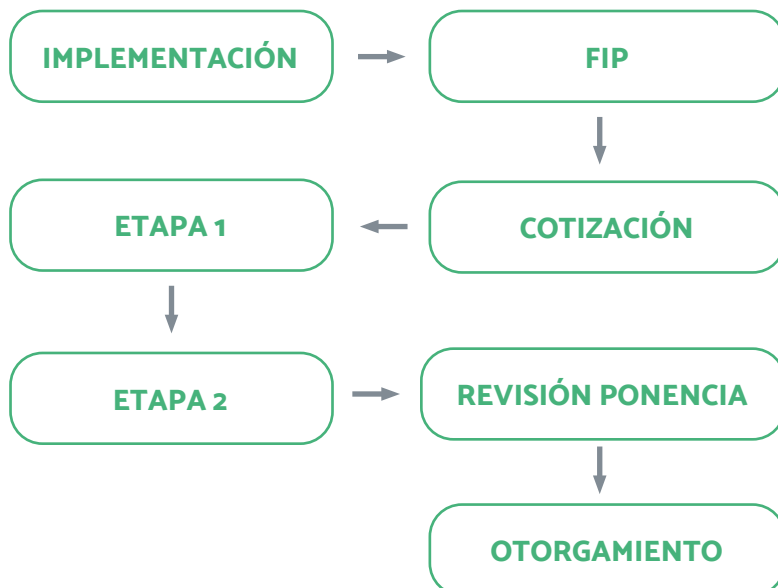 IMPLEMENTACIÓN
FIP
COTIZACIÓN
ETAPA 1
ETAPA 2
REVISIÓN PONENCIA
OTORGAMIENTO